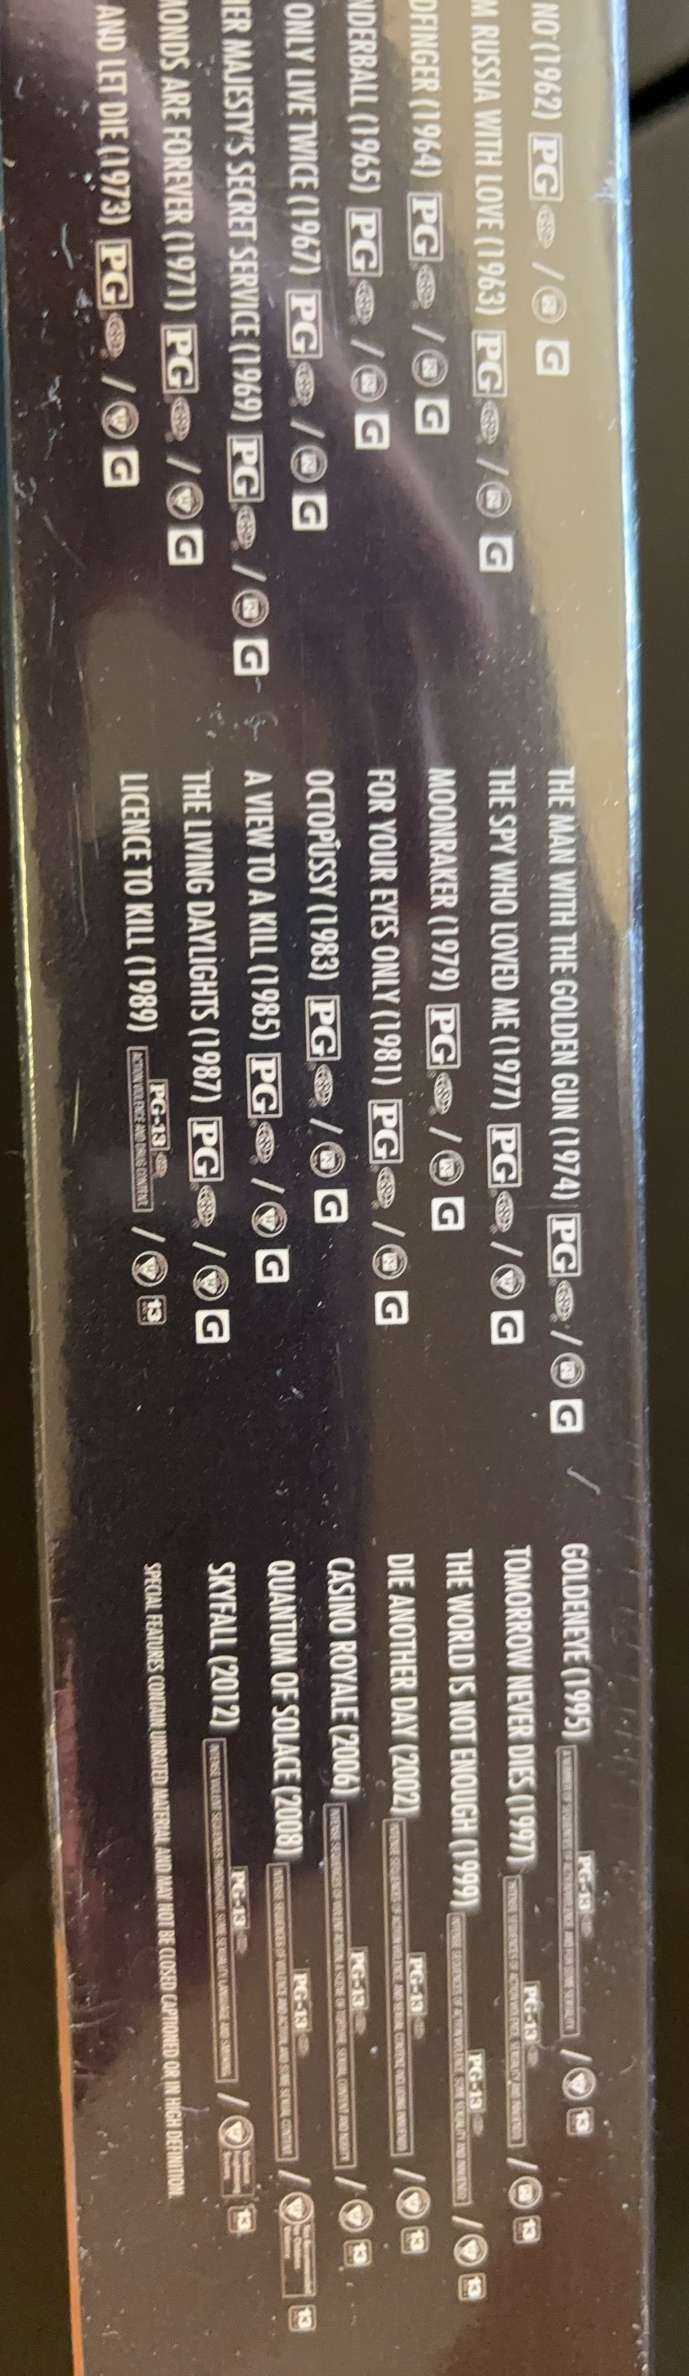 NO (1962) PG / G
RUSSIA WITH LOVE (1963) PG / G
DFINGER (1964) PG / G
NDERBALL (1965) PG / G
ONLY LIVE TWICE (1967) PG / G
HER MAJESTY'S SECRET SERVICE (1969) PG / G
MONDS ARE FOREVER (1971) PG / G
AND LET DIE (1973) PG / G
THE MAN WITH THE GOLDEN GUN (1974) PG / G
THE SPY WHO LOVED ME (1977) PG / G
MOONRAKER (1979) PG / G
FOR YOUR EYES ONLY (1981) PG / G
OCTOPUSSY (1983) PG / G
A VIEW TO A KILL (1985) PG / G
THE LIVING DAYLIGHTS (1987) PG / G
LICENCE TO KILL (1989) PG-13 ACTION VIOLENCE AND DRUG CONTENT / 13
GOLDENEYE (1995) PG-13 / 13
TOMORROW NEVER DIES (1997) PG-13 / 13
THE WORLD IS NOT ENOUGH (1999) PG-13 / 13
DIE ANOTHER DAY (2002) PG-13 / 13
CASINO ROYALE (2006) PG-13 / 13
QUANTUM OF SOLACE (2008) PG-13 / 13
SKYFALL (2012) PG-13 / 13
SPECIAL FEATURES CONTAIN UNRATED MATERIAL AND MAY NOT BE CLOSED CAPTIONED OR IN HIGH DEFINITION.